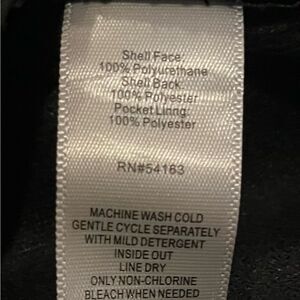 Shell Face:
100% Polyurethane
Shell Back:
100% Polyester
Pocket Lining:
100% Polyester
RN#54163
MACHINE WASH COLD
GENTLE CYCLE SEPARATELY
WITH MILD DETERGENT
INSIDE OUT
LINE DRY
ONLY NON-CHLORINE
BLEACH WHEN NEEDED